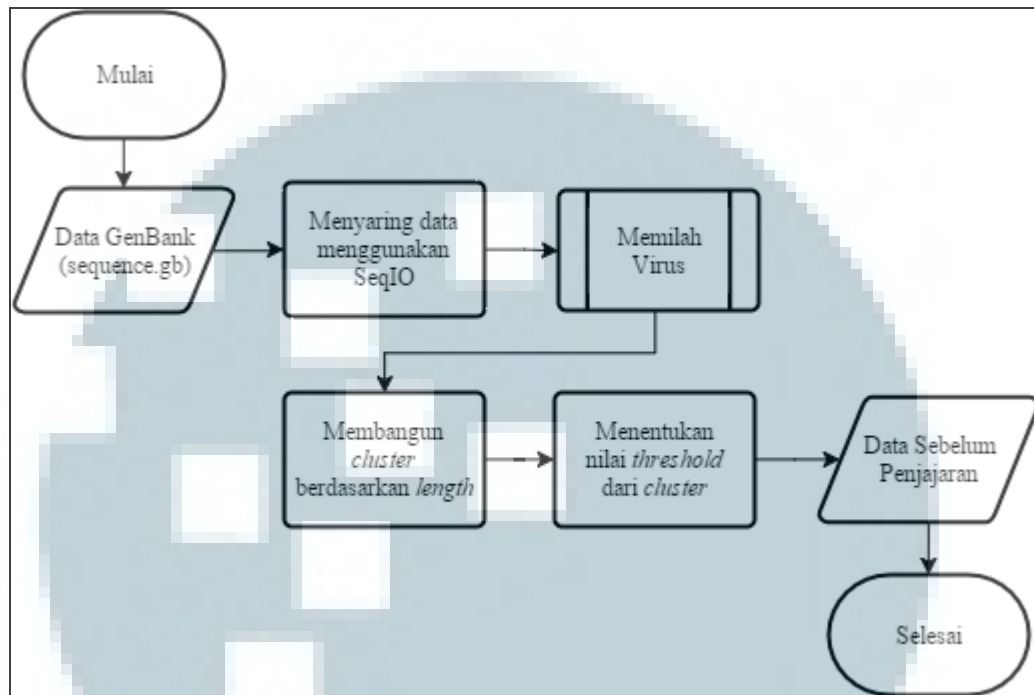 Mulai
Data GenBank
(sequence.gb)
Menyaring data
menggunakan
SeqIO
Memilah
Virus
Membangun
cluster
berdasarkan length
Menentukan
nilai threshold
dari cluster
Data Sebelum
Penjajaran
Selesai